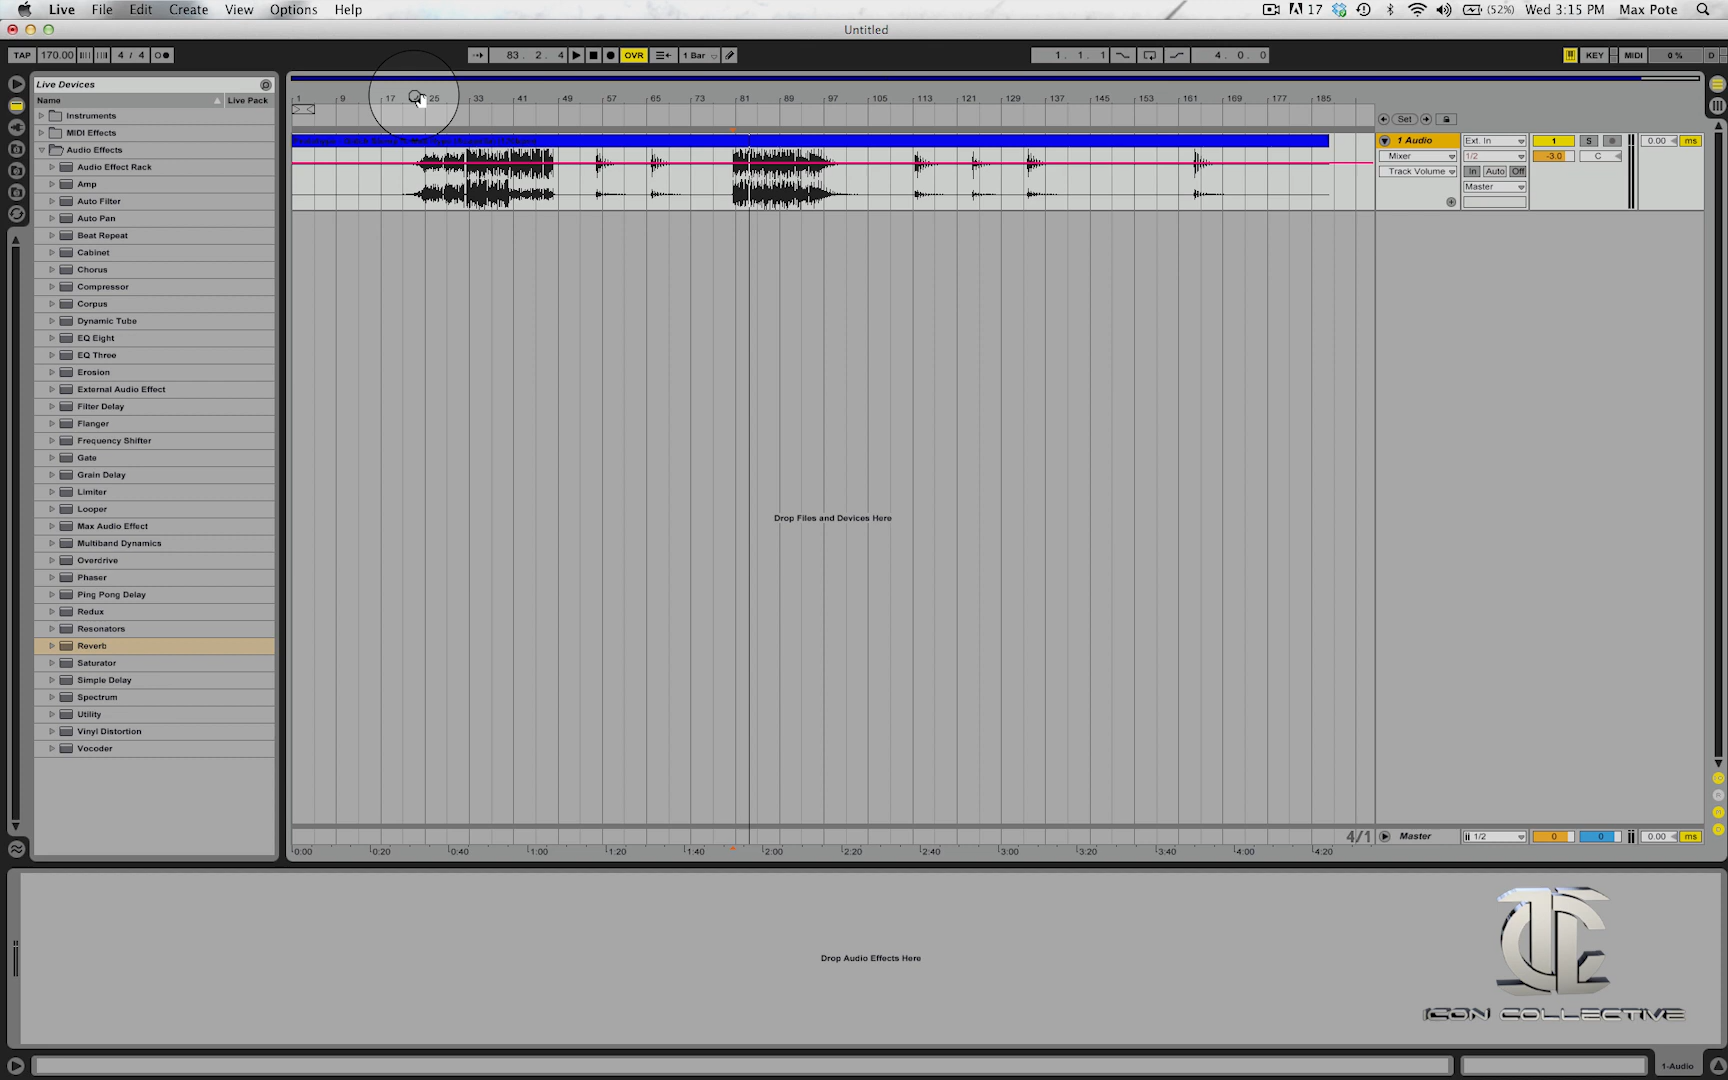 Live File Edit View Create Options Help
17 (52%) Wed 3:15 PM Max Pote
Untitled
TAP 170.00 4 / 4 83. 2. 4 OVR 1 Bar 1. 1. 1 4. 0. 0 KEY MIDI 0 % D
Live Devices
Name Live Pack
Instruments
MIDI Effects
Audio Effects
Audio Effect Rack
Amp
Auto Filter
Auto Pan
Beat Repeat
Cabinet
Chorus
Compressor
Corpus
Dynamic Tube
EQ Eight
EQ Three
Erosion
External Audio Effect
Filter Delay
Flanger
Frequency Shifter
Gate
Grain Delay
Limiter
Looper
Max Audio Effect
Multiband Dynamics
Overdrive
Phaser
Ping Pong Delay
Redux
Resonators
Reverb
Saturator
Simple Delay
Spectrum
Utility
Vinyl Distortion
Vocoder
1 9 17 25 33 41 49 57 65 73 81 89 97 105 113 121 129 137 145 153 161 169 177 185
Set
1 Audio Ext. In 1 S 0.00 ms
Mixer 1/2 -3.0 C
Track Volume In Auto Off
Master
Drop Files and Devices Here
4/1 Master 1/2 0 0 0.00 ms
0:00 0:20 0:40 1:00 1:20 1:40 2:00 2:20 2:40 3:00 3:20 3:40 4:00 4:20
Drop Audio Effects Here
ICON COLLECTIVE
1-Audio